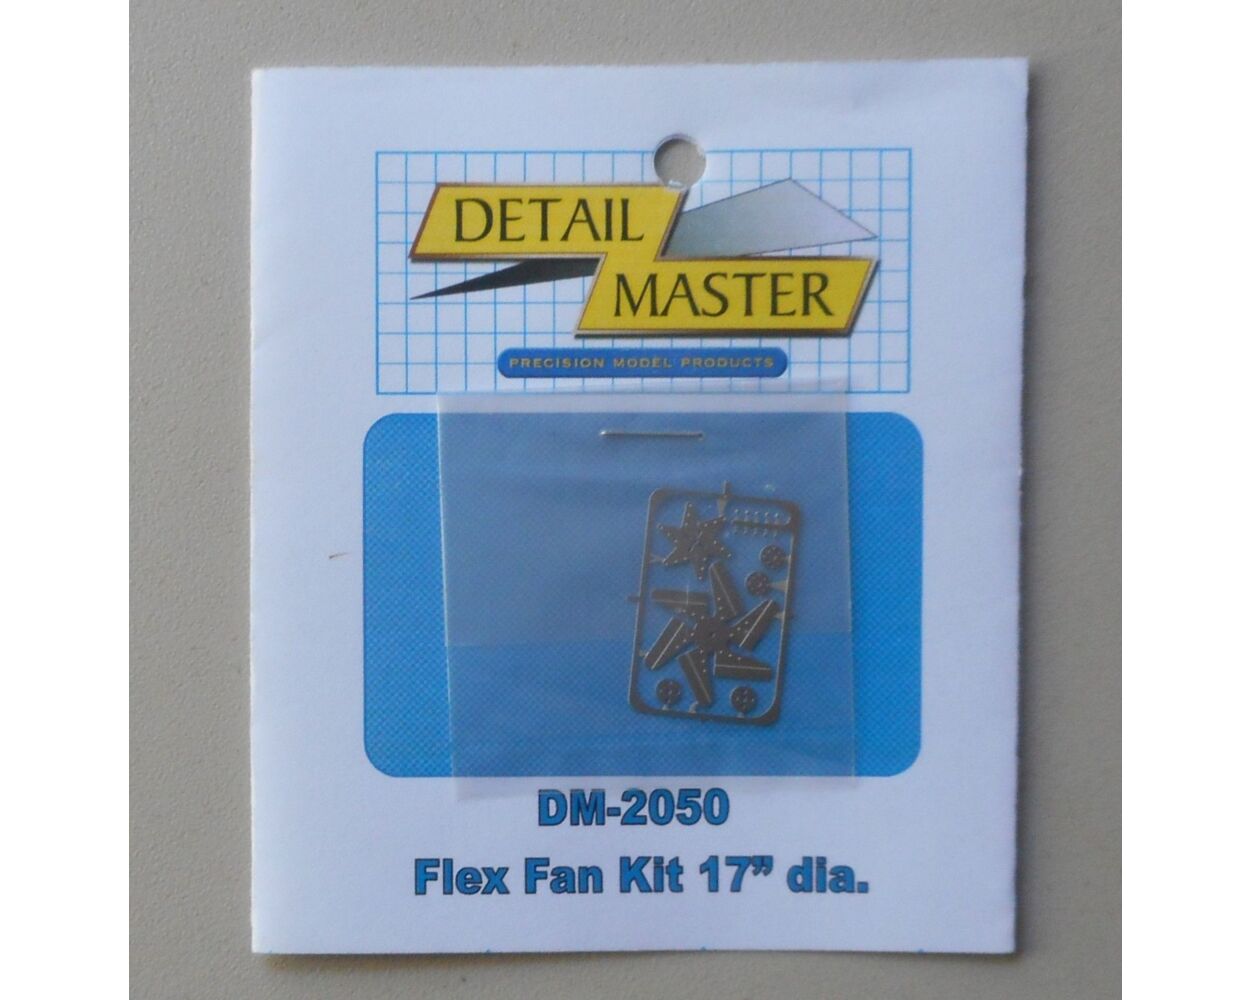 DETAIL
MASTER
PRECISION MODEL PRODUCTS
DM-2050
Flex Fan Kit 17” dia.